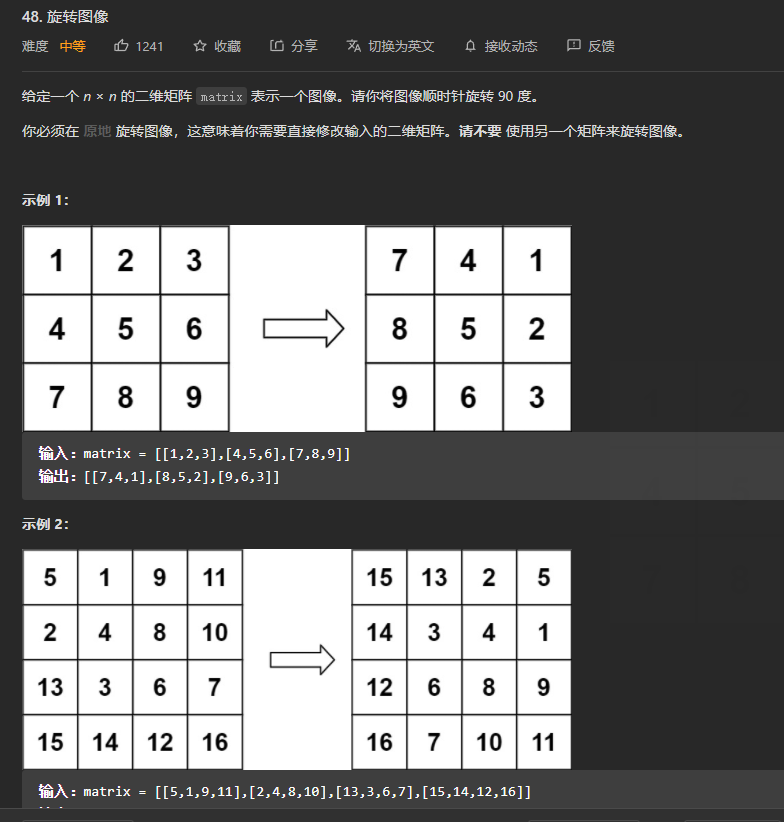 48. 旋转图像
难度 中等 1241 收藏 分享 切换为英文 接收动态 反馈
给定一个 n × n 的二维矩阵 matrix 表示一个图像。请你将图像顺时针旋转 90 度。
你必须在 原地 旋转图像，这意味着你需要直接修改输入的二维矩阵。请不要 使用另一个矩阵来旋转图像。
示例 1：
1 2 3 7 4 1
4 5 6 8 5 2
7 8 9 9 6 3
输入：matrix = [[1,2,3],[4,5,6],[7,8,9]]
输出：[[7,4,1],[8,5,2],[9,6,3]]
示例 2：
5 1 9 11 15 13 2 5
2 4 8 10 14 3 4 1
13 3 6 7 12 6 8 9
15 14 12 16 16 7 10 11
输入：matrix = [[5,1,9,11],[2,4,8,10],[13,3,6,7],[15,14,12,16]]